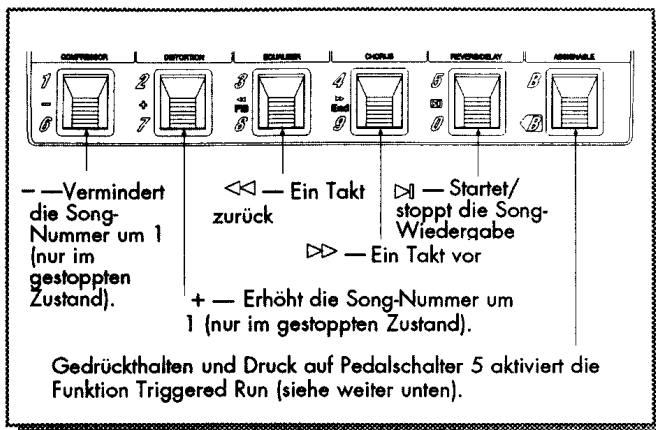 COMPRESSOR DISTORTION EQUALISER CHORUS REVERB/DELAY ASSIGNABLE
1 2 3 4 5 B
- + ◁◁ ▷▷ ▷||
PIB End
6 7 8 9 0 B
– —Vermindert
die Song-
Nummer um 1
(nur im
gestoppten
Zustand).
◁◁ — Ein Takt
zurück
▷|| — Startet/
stoppt die Song-
Wiedergabe
▷▷ — Ein Takt vor
+ — Erhöht die Song-Nummer um
1 (nur im gestoppten Zustand).
Gedrückthalten und Druck auf Pedalschalter 5 aktiviert die
Funktion Triggered Run (siehe weiter unten).